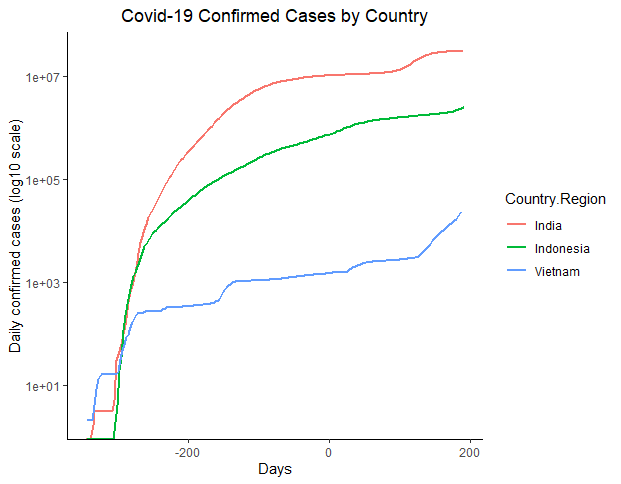 Covid-19 Confirmed Cases by Country
Daily confirmed cases (log10 scale)
1e+07
1e+05
1e+03
1e+01
-200
0
200
Days
Country.Region
India
Indonesia
Vietnam